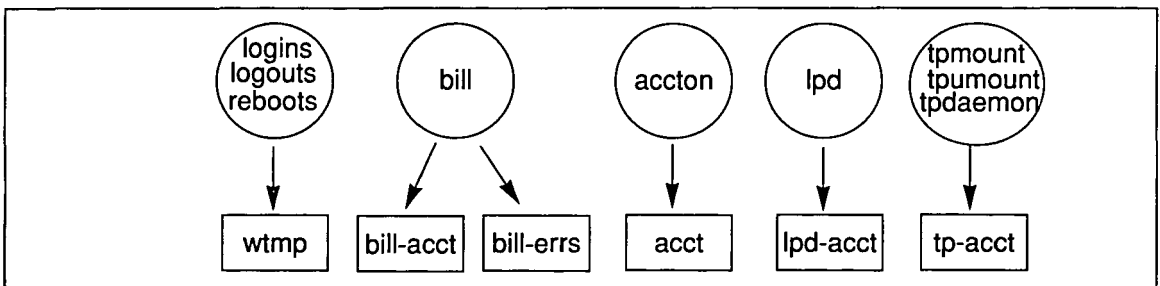 logins
logouts
reboots
bill
accton
lpd
tpmount
tpumount
tpdaemon
wtmp
bill-acct
bill-errs
acct
lpd-acct
tp-acct